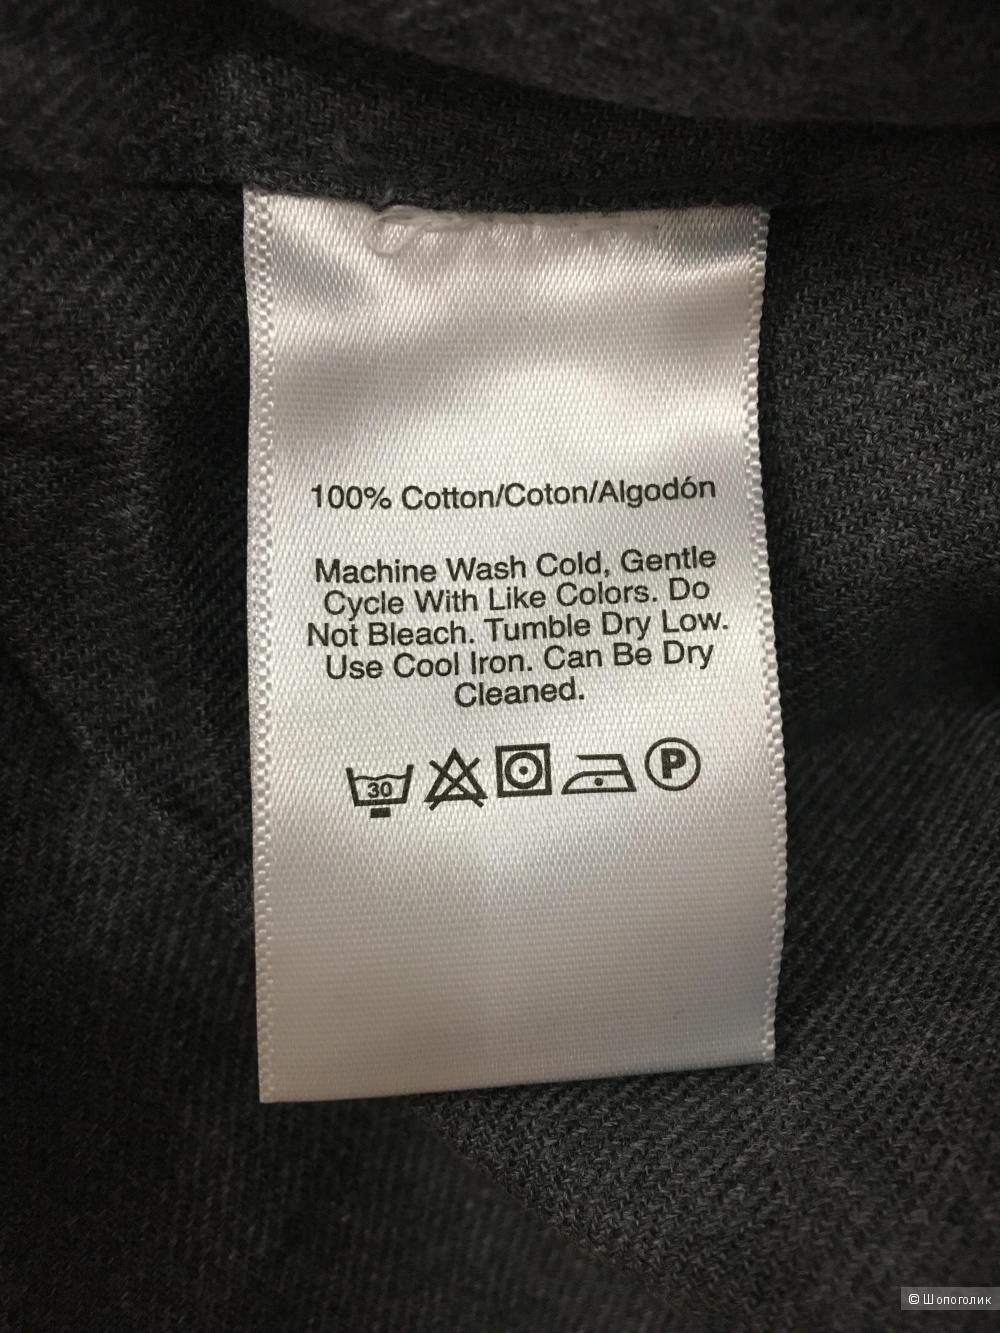 100% Cotton/Coton/Algodón
Machine Wash Cold, Gentle
Cycle With Like Colors. Do
Not Bleach. Tumble Dry Low.
Use Cool Iron. Can Be Dry
Cleaned.
30 P
© Шопоголик